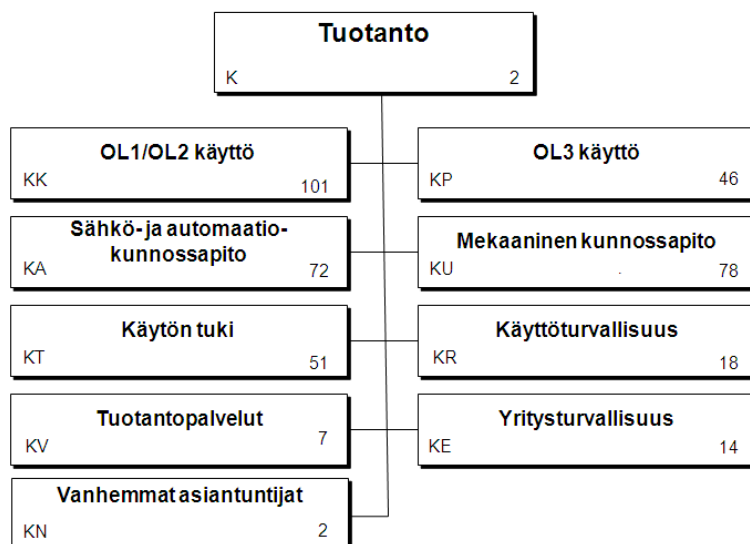 Tuotanto
K 2
OL1/OL2 käyttö
KK 101
OL3 käyttö
KP 46
Sähkö- ja automaatio-
kunnossapito
KA 72
Mekaaninen kunnossapito
KU . 78
Käytön tuki
KT 51
Käyttöturvallisuus
KR 18
Tuotantopalvelut
KV 7
Yritysturvallisuus
KE 14
Vanhemmat asiantuntijat
KN 2